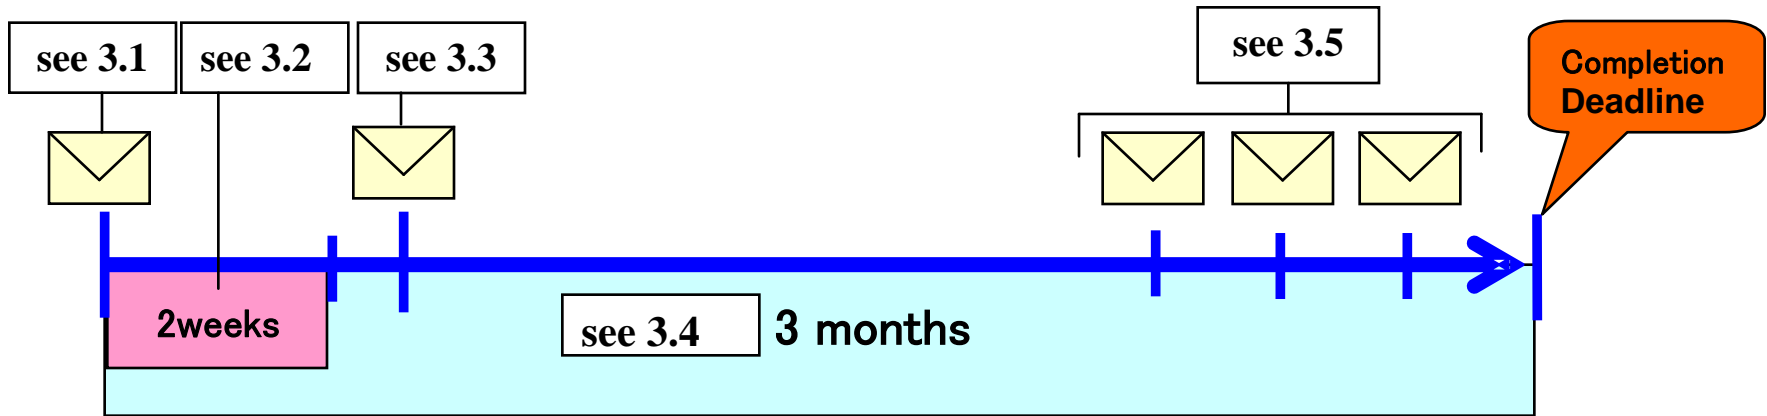 see 3.1
see 3.2
see 3.3
see 3.5
Completion
Deadline
2weeks
see 3.4
3 months